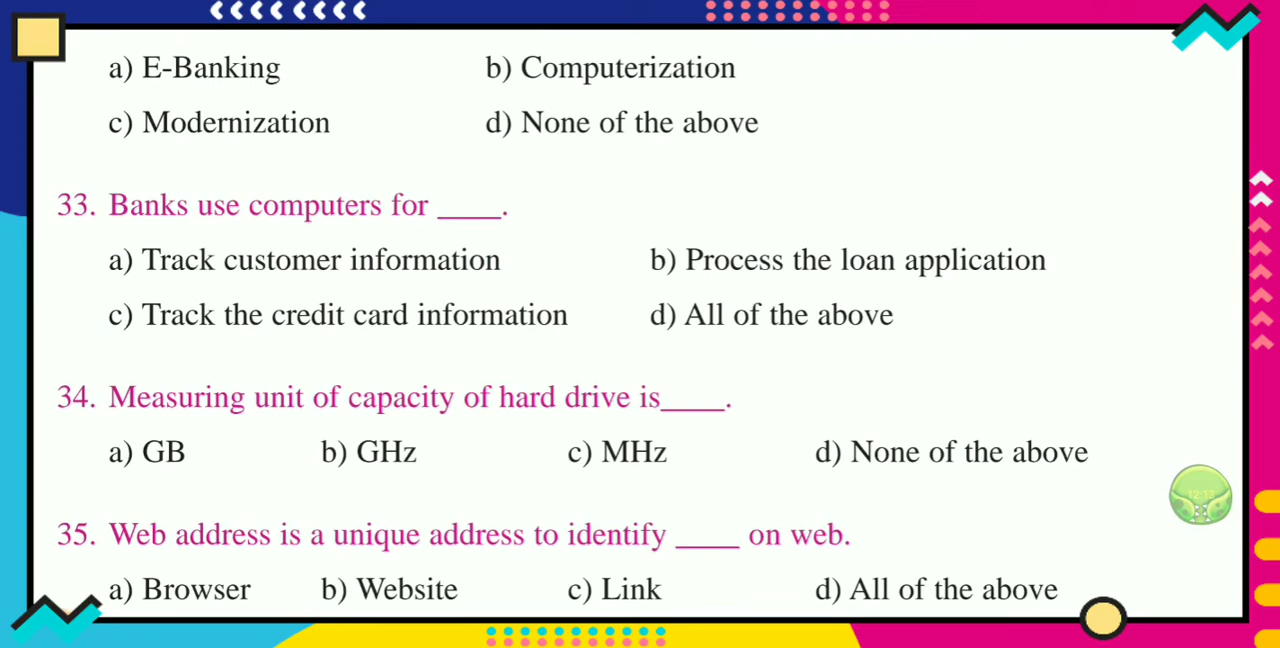 a) E-Banking b) Computerization
c) Modernization d) None of the above
33. Banks use computers for ____.
a) Track customer information b) Process the loan application
c) Track the credit card information d) All of the above
34. Measuring unit of capacity of hard drive is____.
a) GB b) GHz c) MHz d) None of the above
12:13
35. Web address is a unique address to identify ____ on web.
a) Browser b) Website c) Link d) All of the above